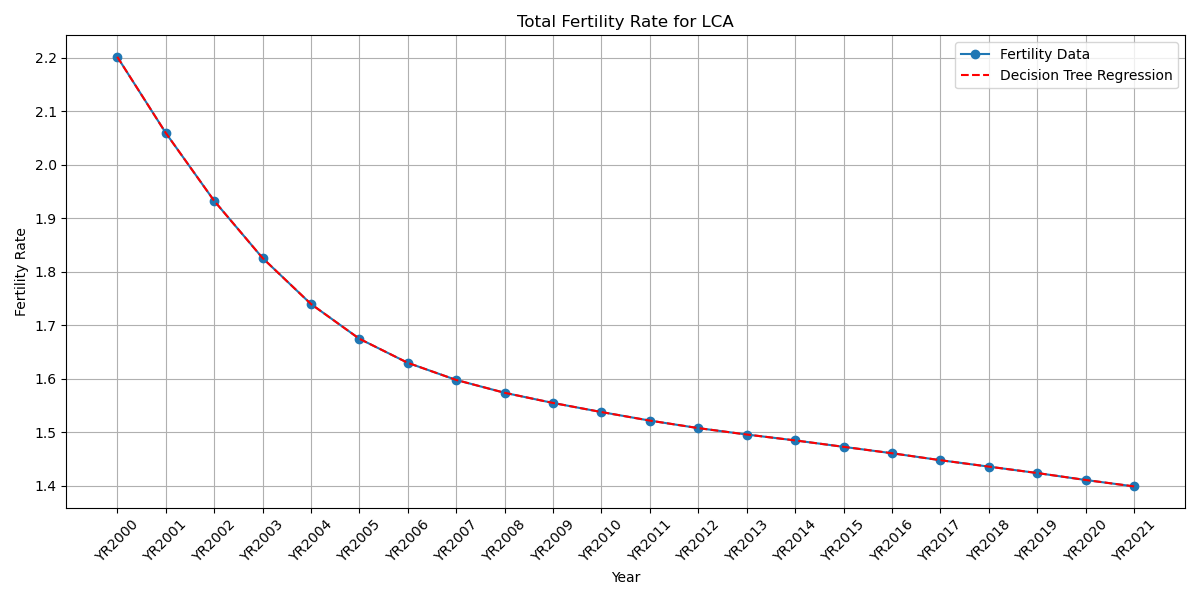 Total Fertility Rate for LCA
Fertility Data
Decision Tree Regression
Fertility Rate
2.2
2.1
2.0
1.9
1.8
1.7
1.6
1.5
1.4
YR2000
YR2001
YR2002
YR2003
YR2004
YR2005
YR2006
YR2007
YR2008
YR2009
YR2010
YR2011
YR2012
YR2013
YR2014
YR2015
YR2016
YR2017
YR2018
YR2019
YR2020
YR2021
Year